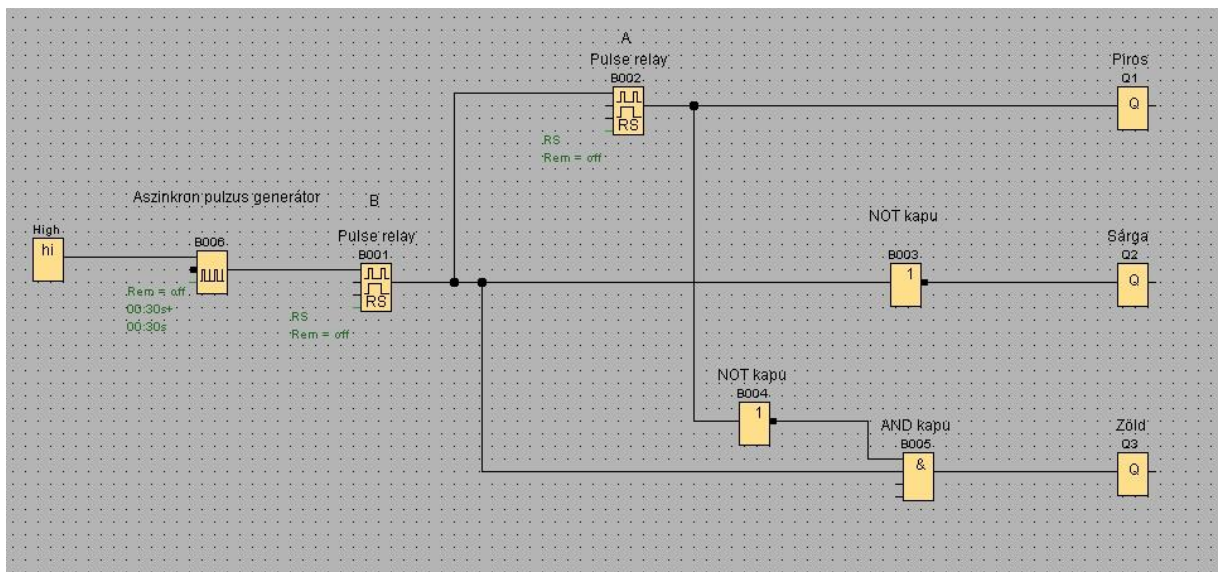 A
Pulse relay
B002
RS
.RS
Rem = off
Piros
Q1
Q
Aszinkron pulzus generátor
High
hi
B006
.Rem = off
00:30s+
00:30s
B
Pulse relay
B001
RS
.RS
Rem = off
NOT kapu
B003
1
Sárga
Q2
Q
NOT kapu
B004
1
AND kapu
B005
&
Zöld
Q3
Q